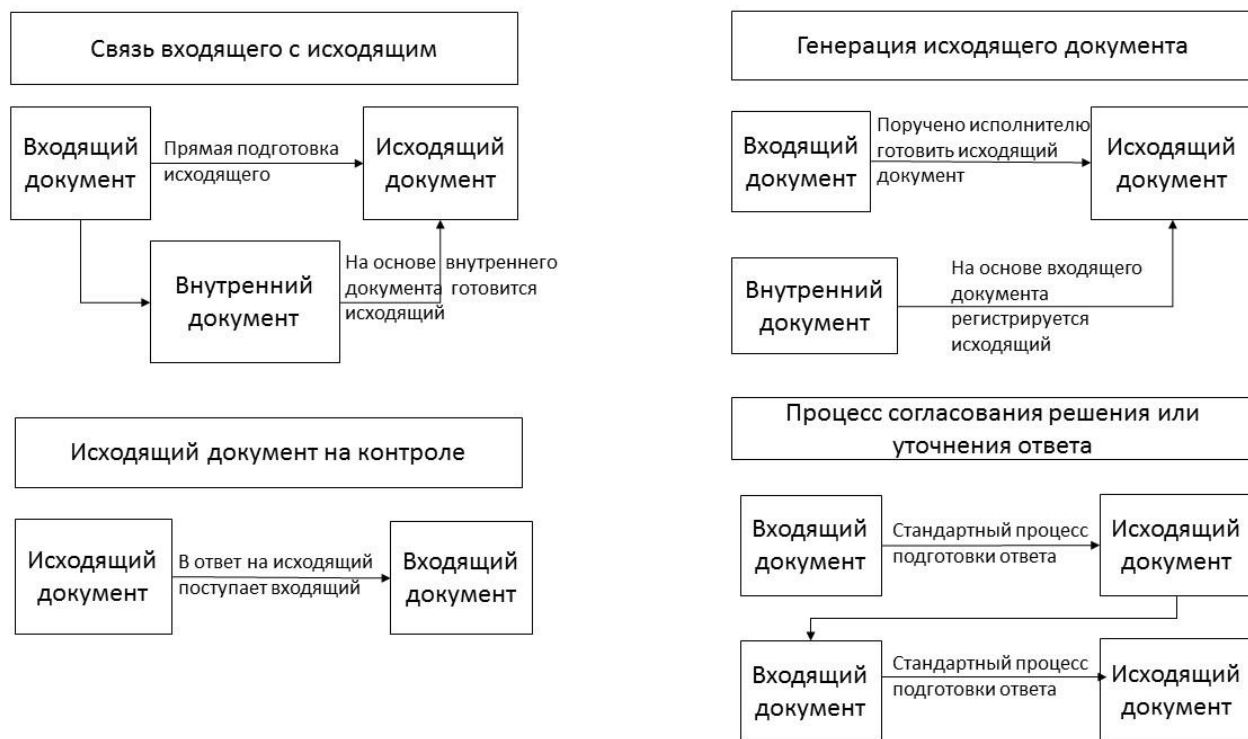 Связь входящего с исходящим
Входящий
документ
Прямая подготовка
исходящего
Исходящий
документ
Внутренний
документ
На основе внутреннего
документа готовится
исходящий
Генерация исходящего документа
Входящий
документ
Поручено исполнителю
готовить исходящий
документ
Исходящий
документ
Внутренний
документ
На основе входящего
документа
регистрируется
исходящий
Исходящий документ на контроле
Исходящий
документ
В ответ на исходящий
поступает входящий
Входящий
документ
Процесс согласования решения или
уточнения ответа
Входящий
документ
Стандартный процесс
подготовки ответа
Исходящий
документ
Входящий
документ
Стандартный процесс
подготовки ответа
Исходящий
документ